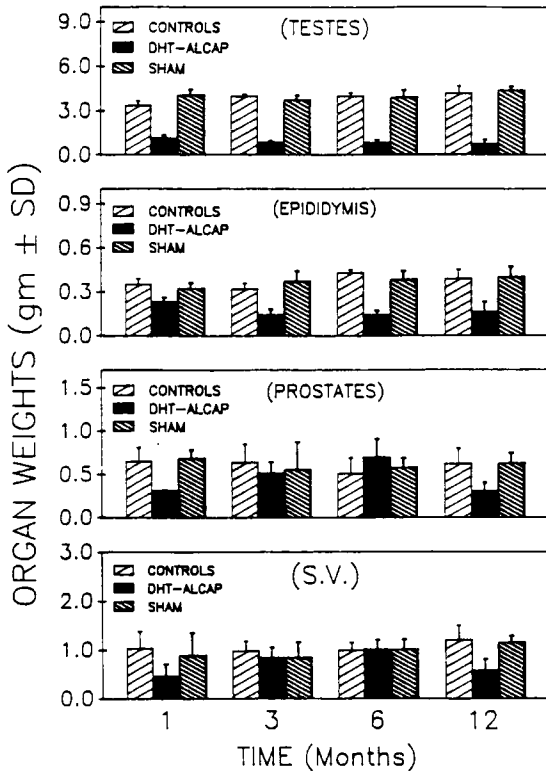 ORGAN WEIGHTS (gm ± SD)
(TESTES)
CONTROLS
DHT-ALCAP
SHAM
9.0
6.0
3.0
0.0
(EPIDIDYMIS)
CONTROLS
DHT-ALCAP
SHAM
0.9
0.6
0.3
0.0
(PROSTATES)
CONTROLS
DHT-ALCAP
SHAM
1.5
1.0
0.5
0.0
(S.V.)
CONTROLS
DHT-ALCAP
SHAM
3.0
2.0
1.0
0.0
1 3 6 12
TIME (Months)